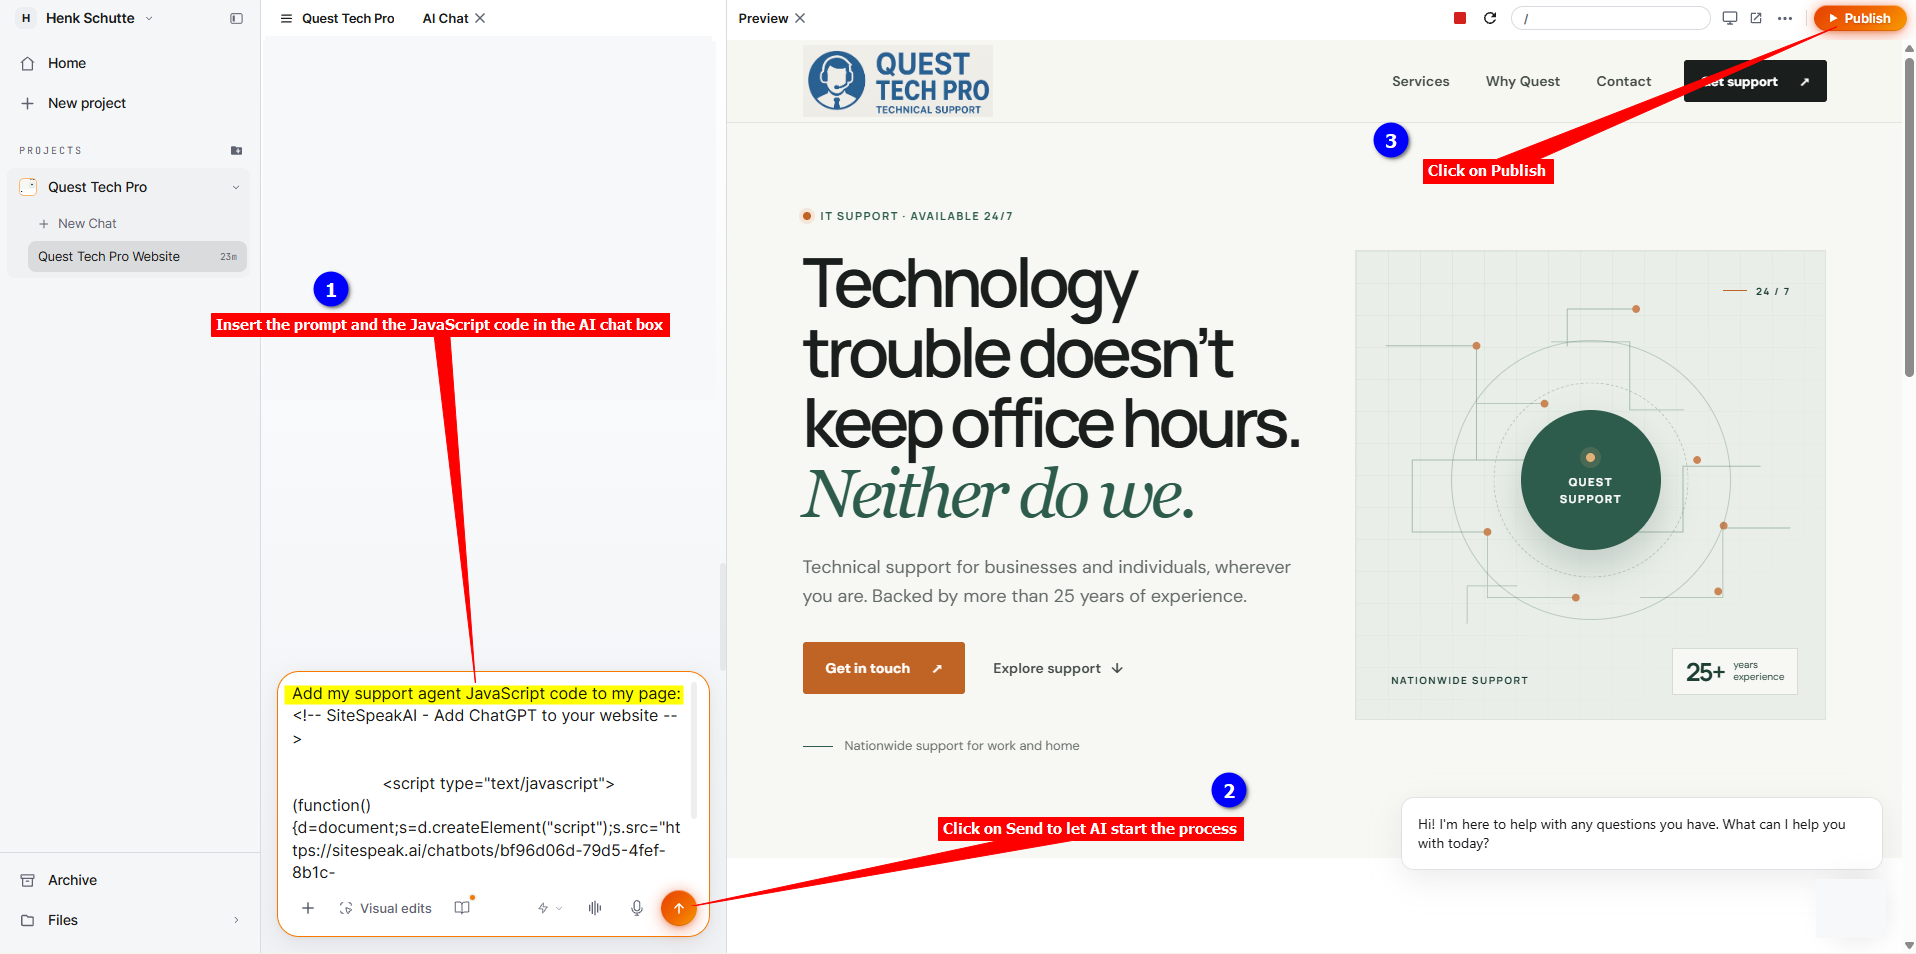 H Henk Schutte
Home
New project
PROJECTS
Quest Tech Pro
New Chat
Quest Tech Pro Website 23m
Archive
Files
Quest Tech Pro
AI Chat
1
Insert the prompt and the JavaScript code in the AI chat box
Add my support agent JavaScript code to my page:
<!-- SiteSpeakAI - Add ChatGPT to your website --
>
<script type="text/javascript">
(function()
{d=document;s=d.createElement("script");s.src="ht
tps://sitespeak.ai/chatbots/bf96d06d-79d5-4fef-
8b1c-
Visual edits
Preview
/
Publish
QUEST
TECH PRO
TECHNICAL SUPPORT
Services
Why Quest
Contact
Get support
3
Click on Publish
IT SUPPORT · AVAILABLE 24/7
Technology
trouble doesn’t
keep office hours.
Neither do we.
Technical support for businesses and individuals, wherever
you are. Backed by more than 25 years of experience.
Get in touch
Explore support
Nationwide support for work and home
24 / 7
QUEST
SUPPORT
NATIONWIDE SUPPORT
25+ years
experience
2
Click on Send to let AI start the process
Hi! I'm here to help with any questions you have. What can I help you
with today?